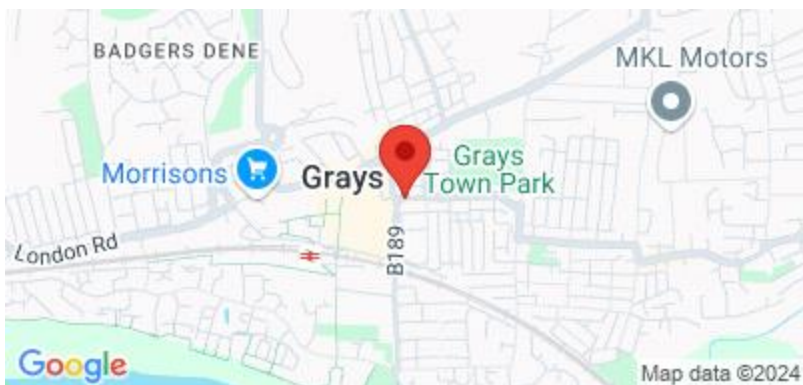 BADGERS DENE
MKL Motors
Morrisons
Grays
Grays
Town Park
London Rd
B189
Google
Map data ©2024